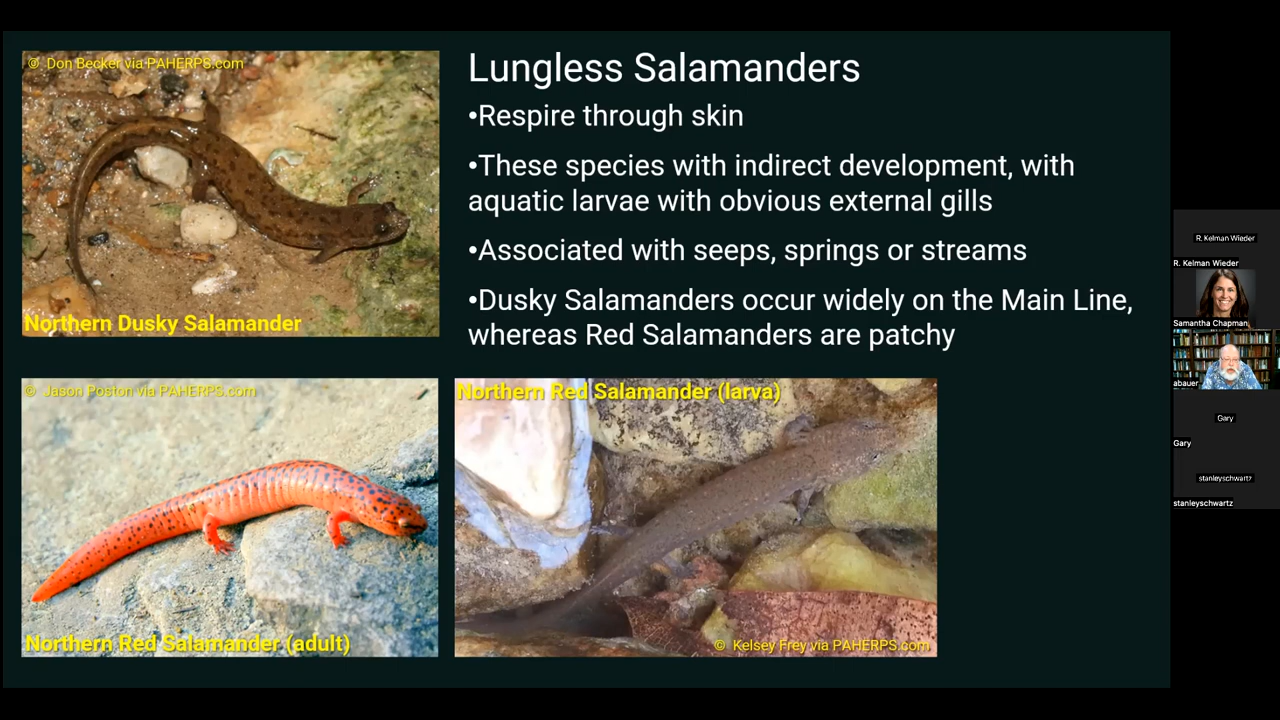 © Don Becker via PAHERPS.com
Northern Dusky Salamander
Lungless Salamanders
•Respire through skin
•These species with indirect development, with
aquatic larvae with obvious external gills
•Associated with seeps, springs or streams
•Dusky Salamanders occur widely on the Main Line,
whereas Red Salamanders are patchy
© Jason Poston via PAHERPS.com
Northern Red Salamander (adult)
Northern Red Salamander (larva)
© Kelsey Frey via PAHERPS.com
R. Kelman Wieder
R. Kelman Wieder
Samantha Chapman
abauer
Gary
Gary
stanleyschwartz
stanleyschwartz